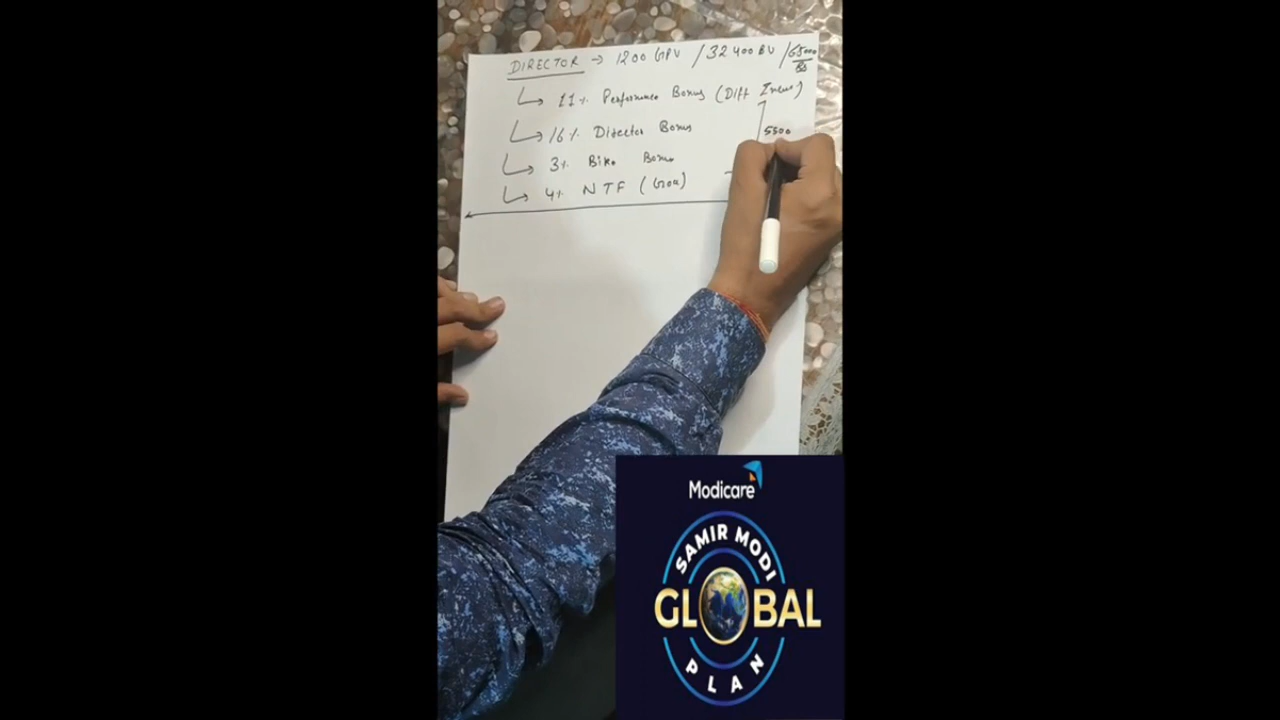 DIRECTOR → 1200 GPV / 32400 BV / 65000 BS
11% Performance Bonus (Diff Incus)
16% Director Bonus
5500
3% Bike Bonus
4% NTF (Goa)
Modicare
SAMIR MODI
GLOBAL
PLAN